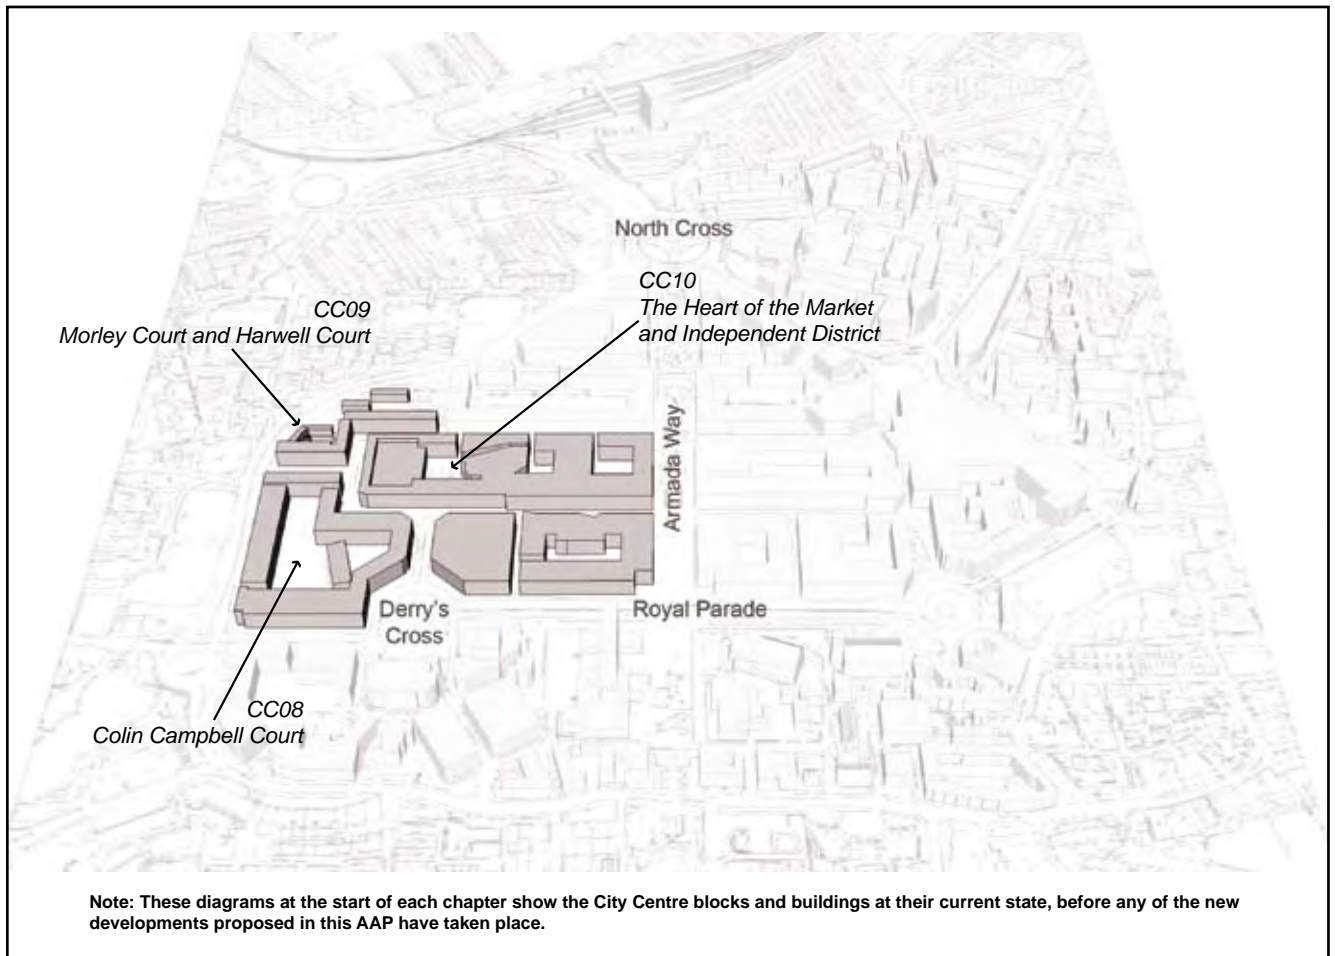 North Cross
CC10
The Heart of the Market
and Independent District
CC09
Morley Court and Harwell Court
Armada Way
Derry's
Cross
Royal Parade
CC08
Colin Campbell Court
Note: These diagrams at the start of each chapter show the City Centre blocks and buildings at their current state, before any of the new
developments proposed in this AAP have taken place.